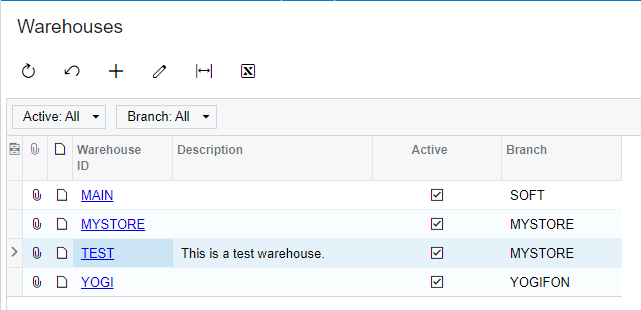 Warehouses
Active: All Branch: All
Warehouse ID Description Active Branch
MAIN SOFT
MYSTORE MYSTORE
TEST This is a test warehouse. MYSTORE
YOGI YOGIFON